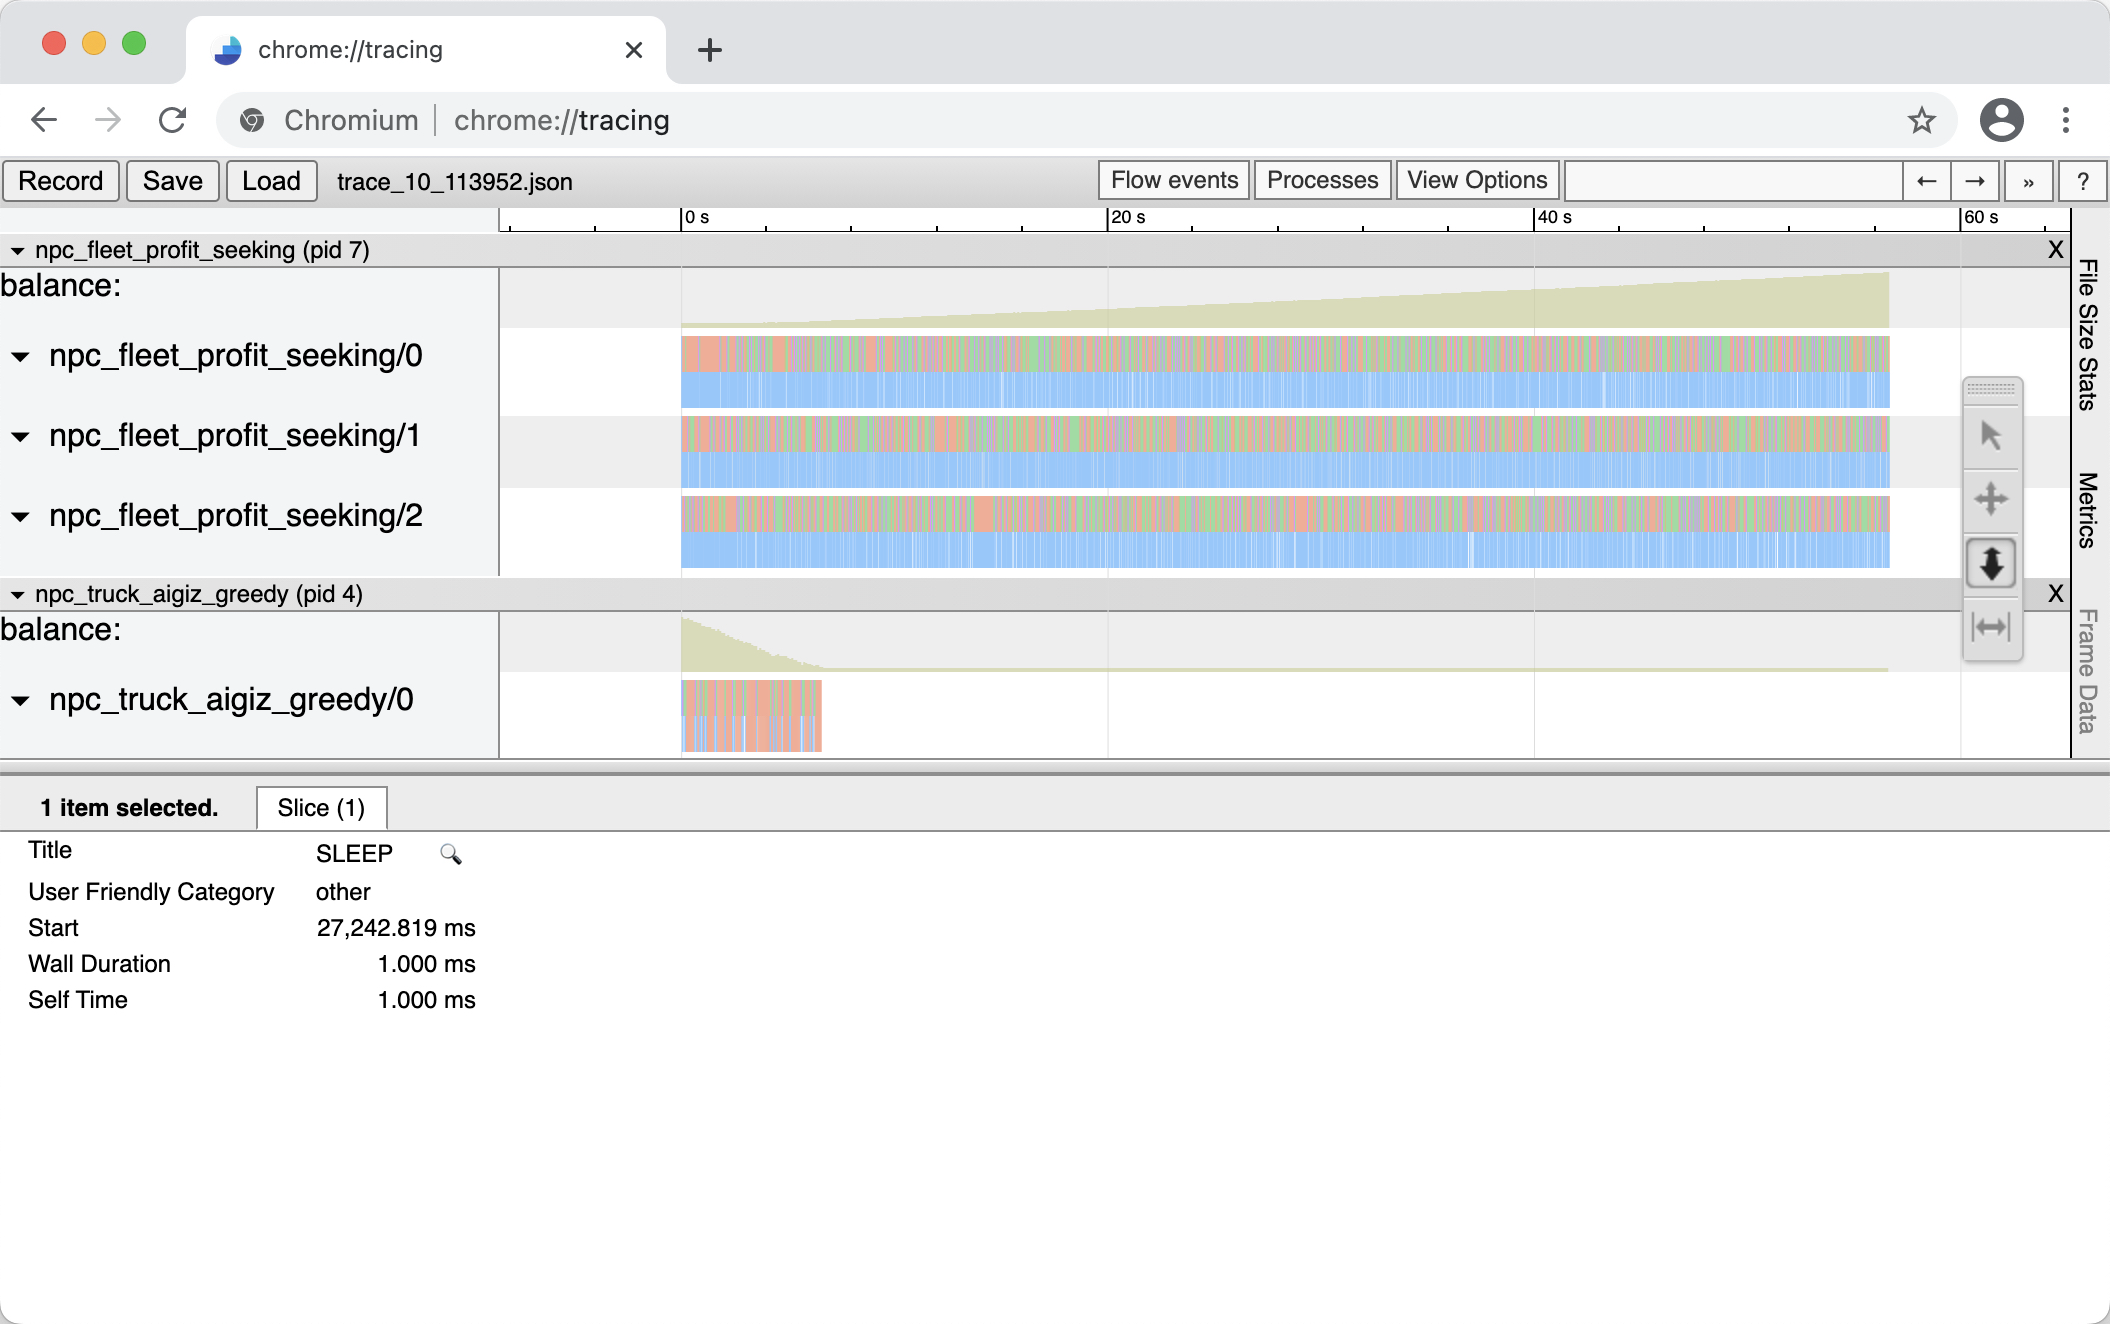 chrome://tracing
Chromium chrome://tracing
Record Save Load trace_10_113952.json Flow events Processes View Options ← → » ?
0 s 20 s 40 s 60 s
npc_fleet_profit_seeking (pid 7) X
balance:
npc_fleet_profit_seeking/0
npc_fleet_profit_seeking/1
npc_fleet_profit_seeking/2
npc_truck_aigiz_greedy (pid 4) X
balance:
npc_truck_aigiz_greedy/0
File Size Stats
Metrics
Frame Data
1 item selected. Slice (1)
Title SLEEP
User Friendly Category other
Start 27,242.819 ms
Wall Duration 1.000 ms
Self Time 1.000 ms